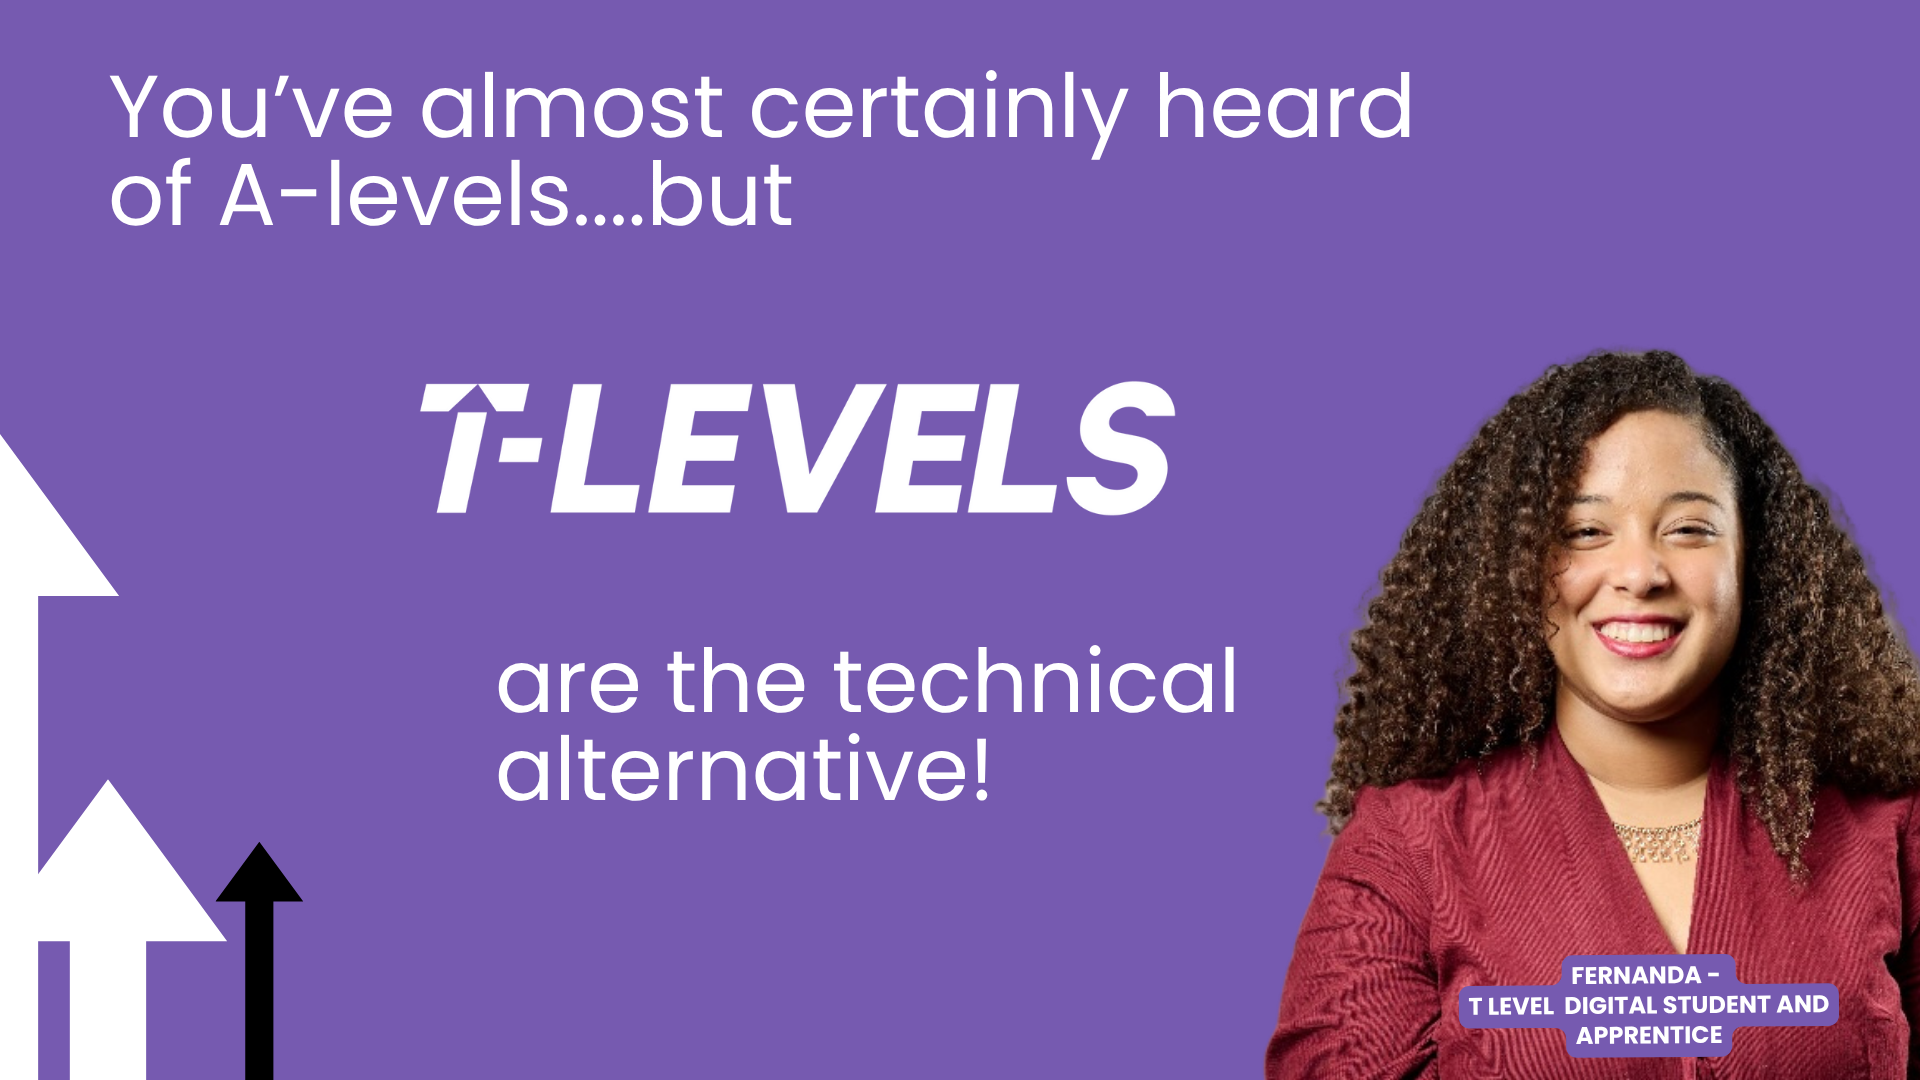 You’ve almost certainly heard
of A-levels....but
T-LEVELS
are the technical
alternative!
FERNANDA -
T LEVEL DIGITAL STUDENT AND
APPRENTICE